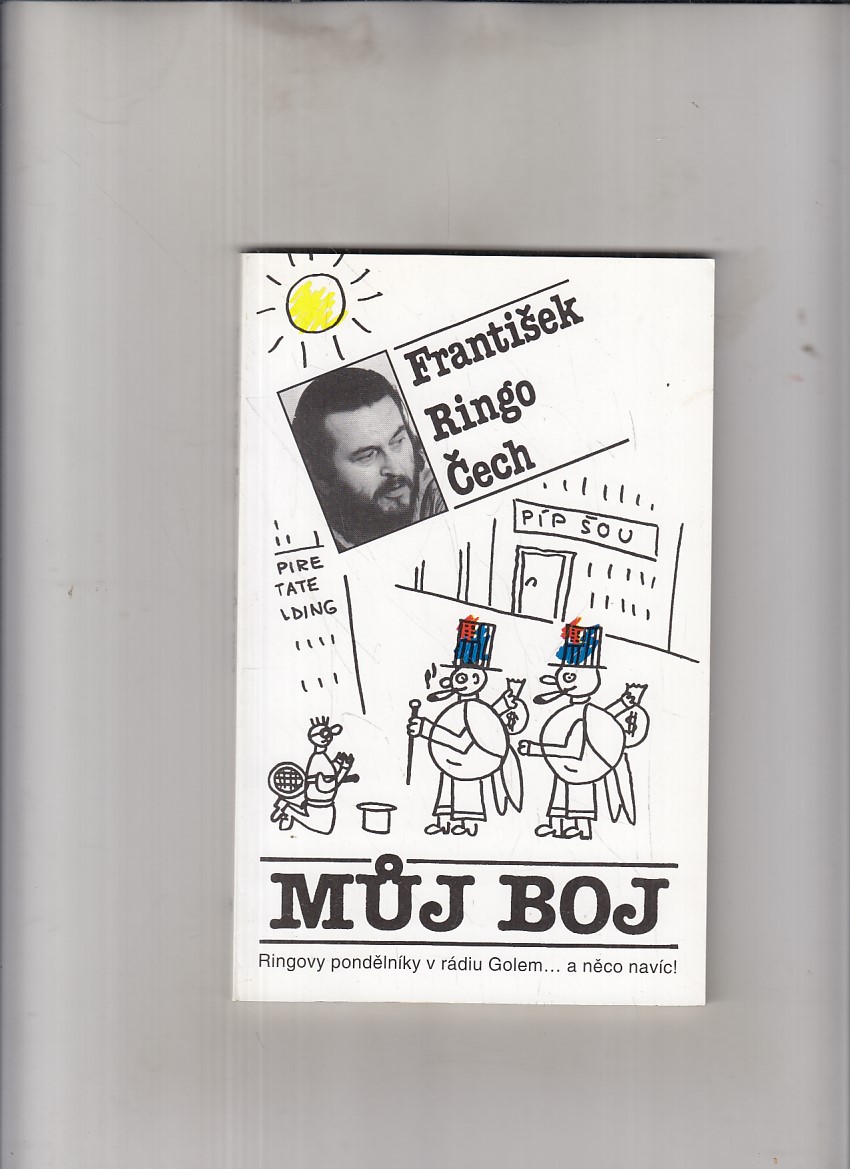 František
Ringo
Čech
PÍP ŠOU
PIRE
TATE
LDING
$
$
MŮJ BOJ
Ringovy pondělníky v rádiu Golem... a něco navíc!